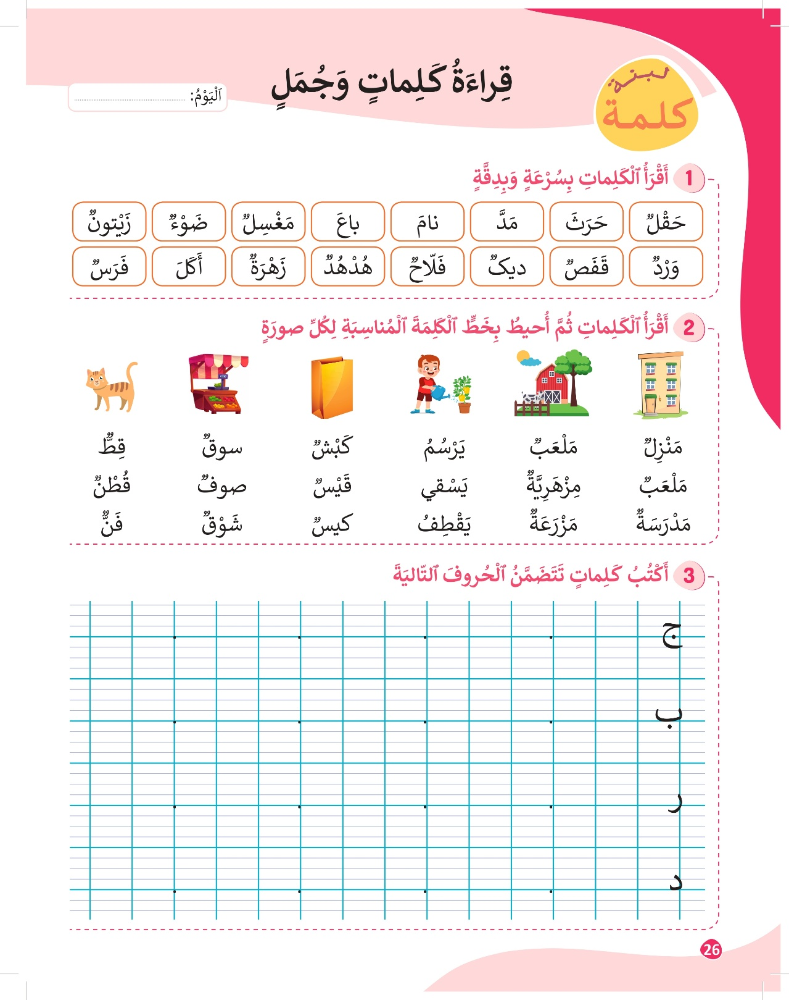 لبنة
كلمة
قِراءَةُ كَلِماتٍ وَجُمَلٍ
اَلْيَوْمُ: ........................................
1 أَقْرَأُ ٱلْكَلِماتِ بِسُرْعَةٍ وَبِدِقَّةٍ
حَقْلٌ حَرَثَ مَدَّ نامَ باعَ مَغْسِلٌ ضَوْءٌ زَيْتونٌ
وَرْدٌ قَفَصٌ ديكٌ فَلّاحٌ هُدْهُدٌ زَهْرَةٌ أَكَلَ فَرَسٌ
2 أَقْرَأُ ٱلْكَلِماتِ ثُمَّ أُحيطُ بِخَطٍّ ٱلْكَلِمَةَ ٱلْمُناسِبَةِ لِكُلِّ صورَةٍ
مَنْزِلٌ مَلْعَبٌ يَرْسُمُ كَبْشٌ سوقٌ قِطٌّ
مَلْعَبٌ مِزْهَرِيَّةٌ يَسْقي قَيْسٌ صوفٌ قُطْنٌ
مَدْرَسَةٌ مَزْرَعَةٌ يَقْطِفُ كيسٌ شَوْقٌ فَنٌّ
3 أَكْتُبُ كَلِماتٍ تَتَضَمَّنُ ٱلْحُروفَ ٱلتّاليَةَ
ج
ب
ر
د
26